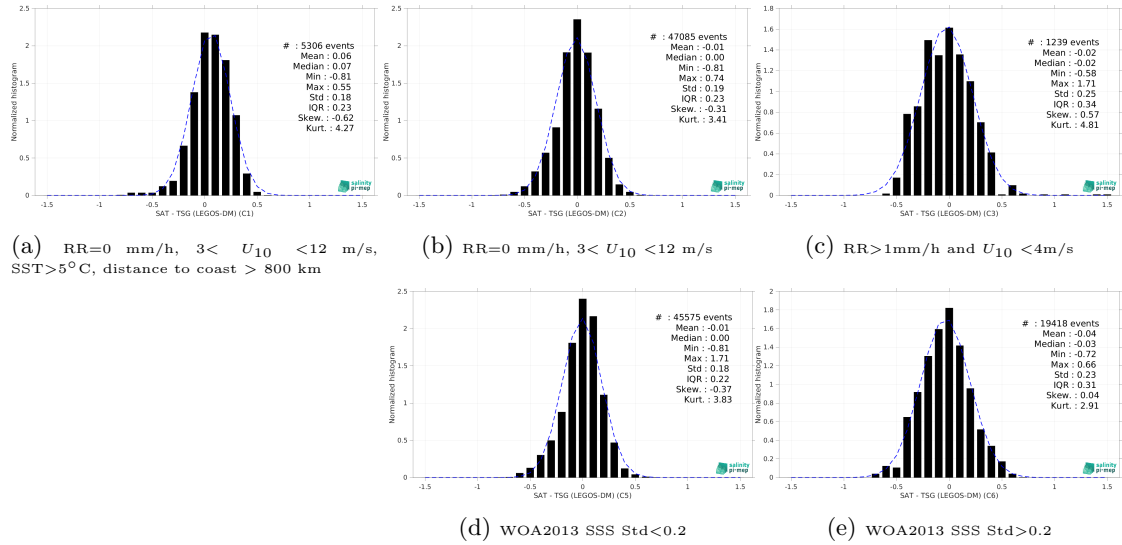 2.5
2
1.5
1
0.5
0
-1.5 -1 -0.5 0 0.5 1 1.5
Normalized histogram
SAT - TSG (LEGOS-DM) (C1)
# : 5306 events
Mean : 0.06
Median : 0.07
Min : -0.81
Max : 0.55
Std : 0.18
IQR : 0.23
Skew. : -0.62
Kurt. : 4.27
salinity
pi-mep
(a) RR=0 mm/h, 3< U10 <12 m/s,
SST>5°C, distance to coast > 800 km
2.5
2
1.5
1
0.5
0
-1.5 -1 -0.5 0 0.5 1 1.5
Normalized histogram
SAT - TSG (LEGOS-DM) (C2)
# : 47085 events
Mean : -0.01
Median : 0.00
Min : -0.81
Max : 0.74
Std : 0.19
IQR : 0.23
Skew. : -0.31
Kurt. : 3.41
salinity
pi-mep
(b) RR=0 mm/h, 3< U10 <12 m/s
1.8
1.6
1.4
1.2
1
0.8
0.6
0.4
0.2
0
-1.5 -1 -0.5 0 0.5 1 1.5
Normalized histogram
SAT - TSG (LEGOS-DM) (C3)
# : 1239 events
Mean : -0.02
Median : -0.02
Min : -0.58
Max : 1.71
Std : 0.25
IQR : 0.34
Skew. : 0.57
Kurt. : 4.81
salinity
pi-mep
(c) RR>1mm/h and U10 <4m/s
2.5
2
1.5
1
0.5
0
-1.5 -1 -0.5 0 0.5 1 1.5
Normalized histogram
SAT - TSG (LEGOS-DM) (C5)
# : 45575 events
Mean : -0.01
Median : 0.00
Min : -0.81
Max : 1.71
Std : 0.18
IQR : 0.22
Skew. : -0.37
Kurt. : 3.83
salinity
pi-mep
(d) WOA2013 SSS Std<0.2
2
1.8
1.6
1.4
1.2
1
0.8
0.6
0.4
0.2
0
-1.5 -1 -0.5 0 0.5 1 1.5
Normalized histogram
SAT - TSG (LEGOS-DM) (C6)
# : 19418 events
Mean : -0.04
Median : -0.03
Min : -0.72
Max : 0.66
Std : 0.23
IQR : 0.31
Skew. : 0.04
Kurt. : 2.91
salinity
pi-mep
(e) WOA2013 SSS Std>0.2